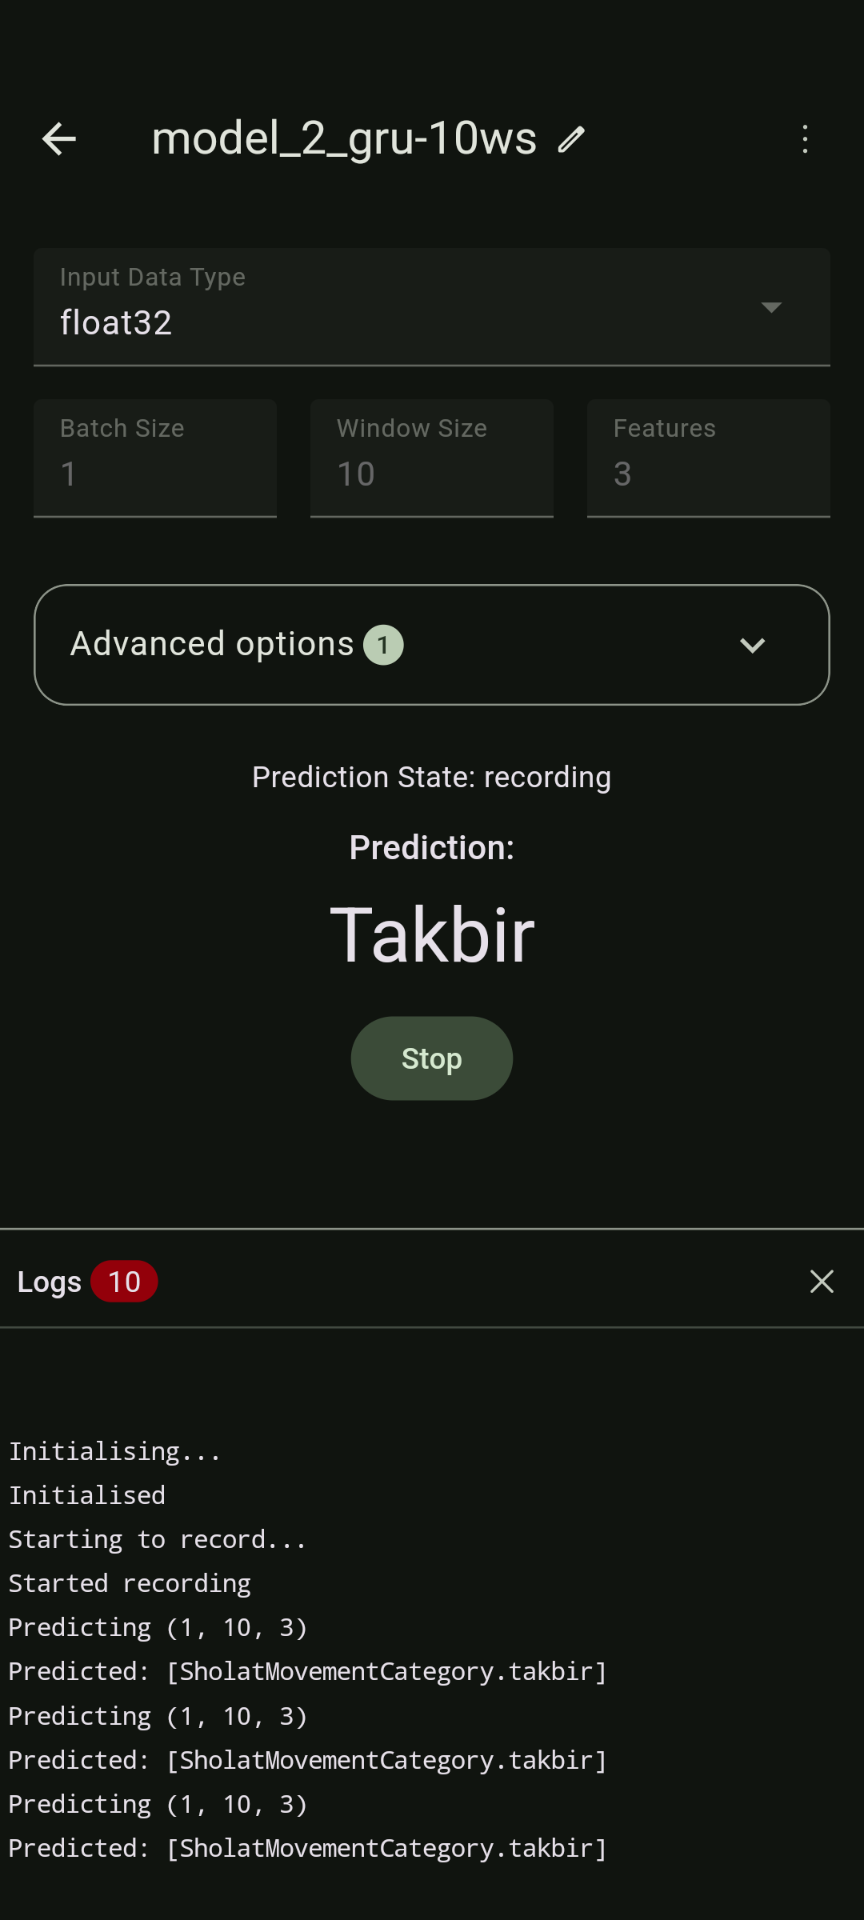 model_2_gru-10ws
Input Data Type
float32
Batch Size
1
Window Size
10
Features
3
Advanced options 1
Prediction State: recording
Prediction:
Takbir
Stop
Logs 10
Initialising...
Initialised
Starting to record...
Started recording
Predicting (1, 10, 3)
Predicted: [SholatMovementCategory.takbir]
Predicting (1, 10, 3)
Predicted: [SholatMovementCategory.takbir]
Predicting (1, 10, 3)
Predicted: [SholatMovementCategory.takbir]